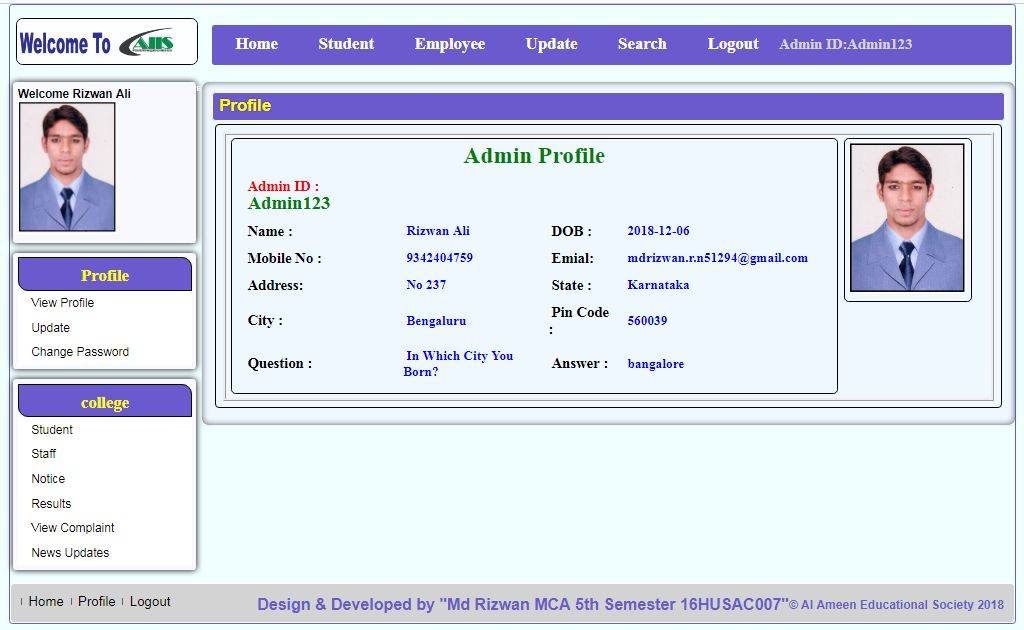 Welcome To AIIS
Home Student Employee Update Search Logout Admin ID:Admin123
Welcome Rizwan Ali
Profile
View Profile
Update
Change Password
college
Student
Staff
Notice
Results
View Complaint
News Updates
Profile
Admin Profile
Admin ID :
Admin123
Name : Rizwan Ali DOB : 2018-12-06
Mobile No : 9342404759 Emial: mdrizwan.r.n51294@gmail.com
Address: No 237 State : Karnataka
City : Bengaluru Pin Code : 560039
Question : In Which City You Answer : bangalore
Born?
Home Profile Logout
Design & Developed by "Md Rizwan MCA 5th Semester 16HUSAC007"© Al Ameen Educational Society 2018